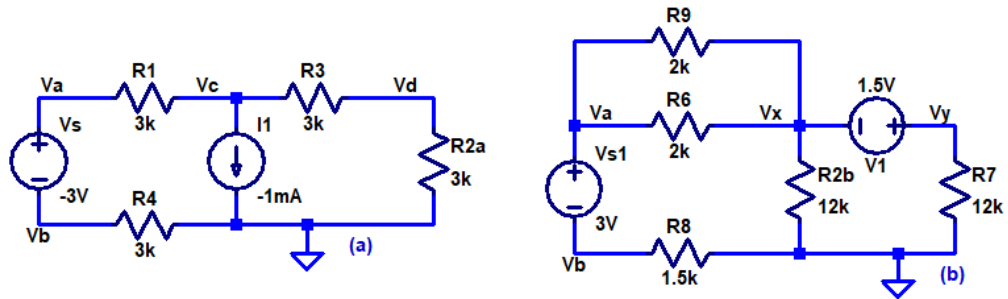 R1
3k
R3
3k
Va
Vc
Vd
Vs
-3V
I1
-1mA
R2a
3k
Vb
R4
3k
(a)
R9
2k
1.5V
Va
R6
2k
Vx
Vy
V1
Vs1
3V
R2b
12k
R7
12k
Vb
R8
1.5k
(b)